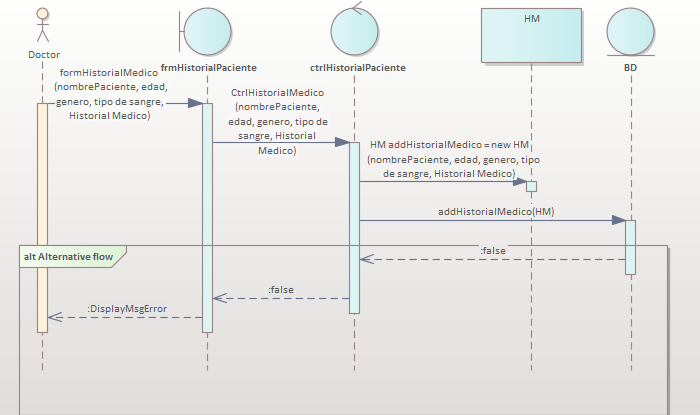 HM
Doctor
frmHistorialPaciente
ctrlHistorialPaciente
BD
formHistorialMedico
(nombrePaciente, edad,
genero, tipo de sangre,
Historial Medico)
CtrlHistorialMedico
(nombrePaciente,
edad, genero, tipo de
sangre, Historial
Medico)
HM addHistorialMedico = new HM
(nombrePaciente, edad, genero, tipo
de sangre, Historial Medico)
addHistorialMedico(HM)
alt Alternative flow
:false
:false
:DisplayMsgError